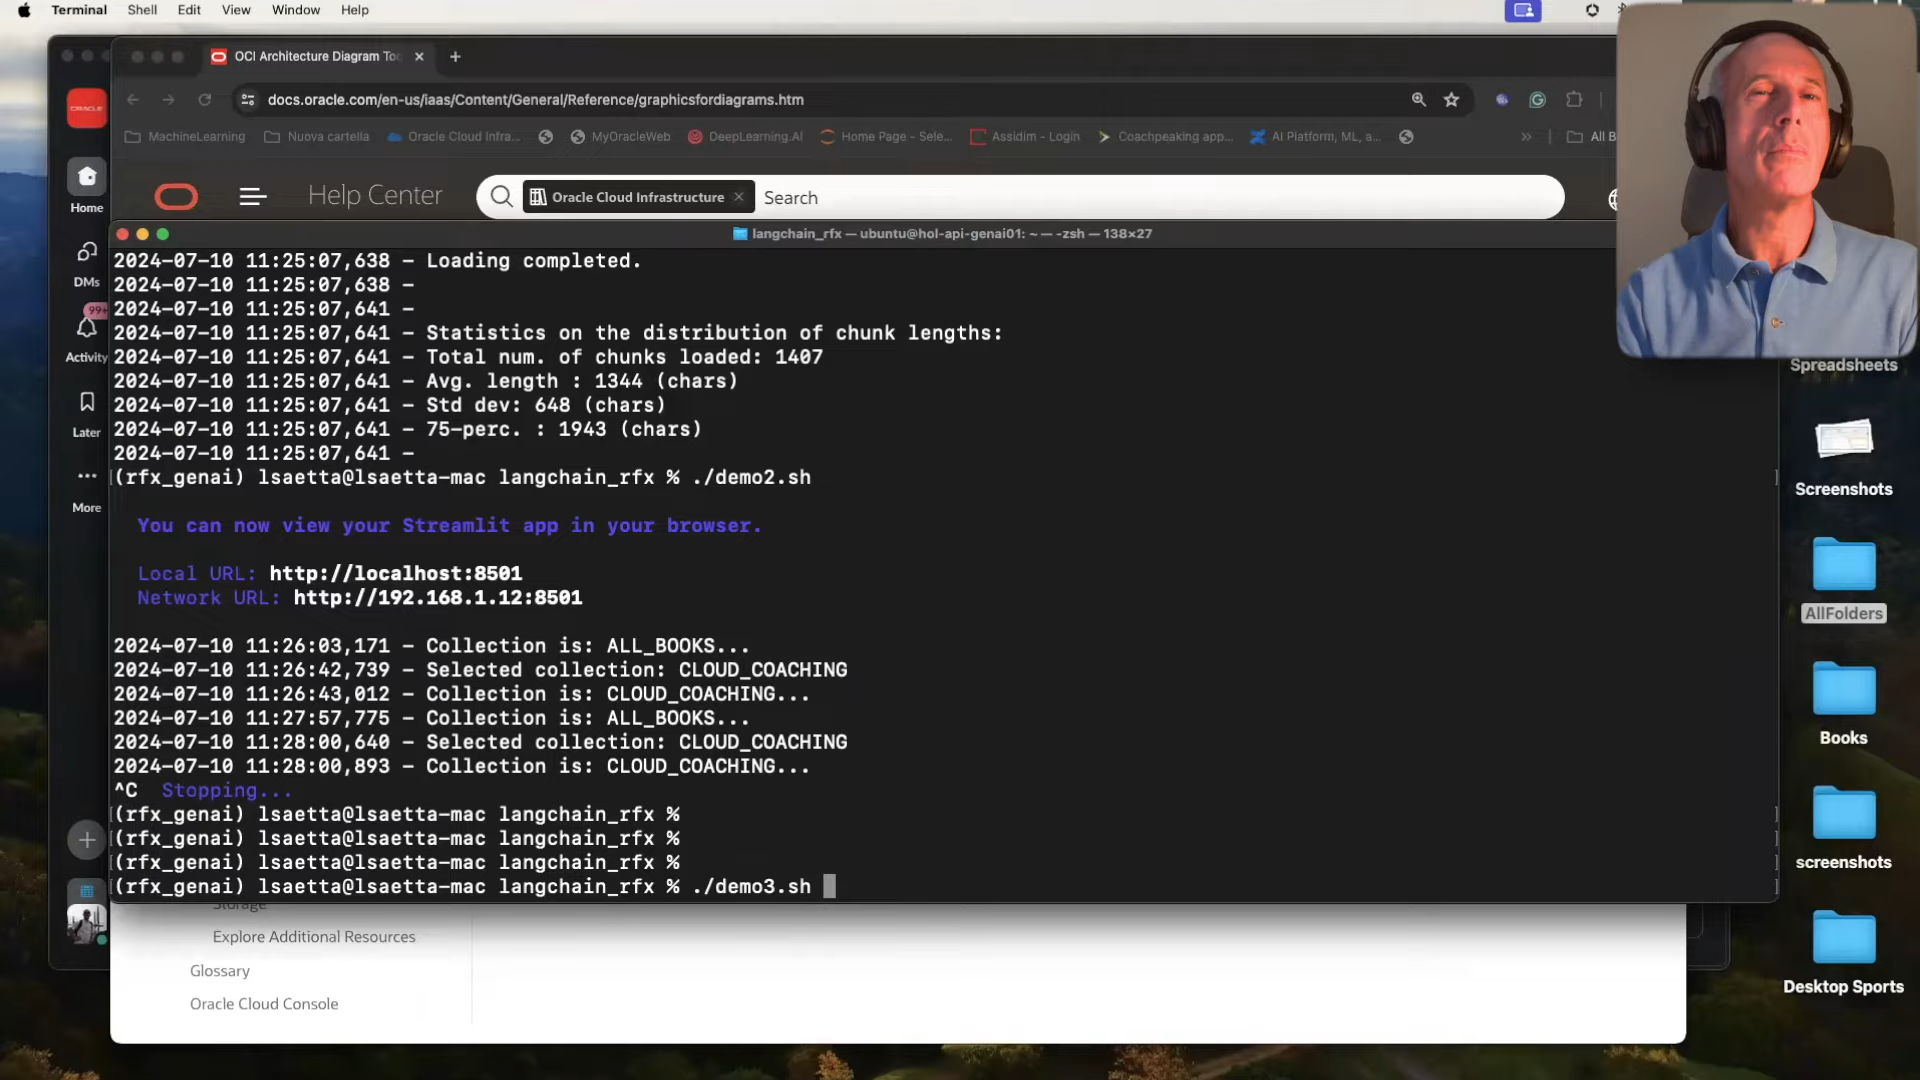 Terminal Shell Edit View Window Help
OCI Architecture Diagram Too
docs.oracle.com/en-us/iaas/Content/General/Reference/graphicsfordiagrams.htm
MachineLearning Nuova cartella Oracle Cloud Infra... MyOracleWeb DeepLearning.AI Home Page - Sele... Assidim - Login Coachpeaking app... AI Platform, ML, a... » All B
ORACLE
Home
DMs
99+
Activity
Later
More
Help Center
Oracle Cloud Infrastructure × Search
langchain_rfx — ubuntu@hol-api-genai01: ~ — -zsh — 138×27
2024-07-10 11:25:07,638 - Loading completed.
2024-07-10 11:25:07,638 -
2024-07-10 11:25:07,641 -
2024-07-10 11:25:07,641 - Statistics on the distribution of chunk lengths:
2024-07-10 11:25:07,641 - Total num. of chunks loaded: 1407
2024-07-10 11:25:07,641 - Avg. length : 1344 (chars)
2024-07-10 11:25:07,641 - Std dev: 648 (chars)
2024-07-10 11:25:07,641 - 75-perc. : 1943 (chars)
2024-07-10 11:25:07,641 -
[(rfx_genai) lsaetta@lsaetta-mac langchain_rfx % ./demo2.sh ]
You can now view your Streamlit app in your browser.
Local URL: http://localhost:8501
Network URL: http://192.168.1.12:8501
2024-07-10 11:26:03,171 - Collection is: ALL_BOOKS...
2024-07-10 11:26:42,739 - Selected collection: CLOUD_COACHING
2024-07-10 11:26:43,012 - Collection is: CLOUD_COACHING...
2024-07-10 11:27:57,775 - Collection is: ALL_BOOKS...
2024-07-10 11:28:00,640 - Selected collection: CLOUD_COACHING
2024-07-10 11:28:00,893 - Collection is: CLOUD_COACHING...
^C Stopping...
[(rfx_genai) lsaetta@lsaetta-mac langchain_rfx % ]
[(rfx_genai) lsaetta@lsaetta-mac langchain_rfx % ]
[(rfx_genai) lsaetta@lsaetta-mac langchain_rfx % ]
[(rfx_genai) lsaetta@lsaetta-mac langchain_rfx % ./demo3.sh ]
Storage
Explore Additional Resources
Glossary
Oracle Cloud Console
Spreadsheets
Screenshots
AllFolders
Books
screenshots
Desktop Sports